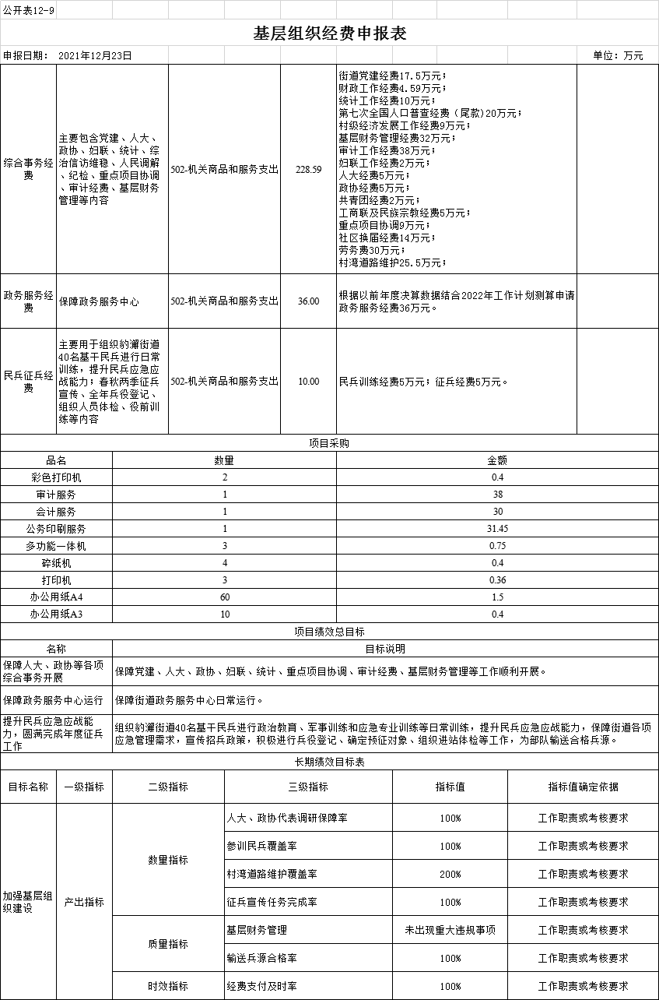 公开表12-9
基层组织经费申报表
申报日期： 2021年12月23日 单位：万元
综合事务经
费
主要包含党建、人大、
政协、妇联、统计、综
治信访维稳、人民调解
、纪检、重点项目协调
、审计经费、基层财务
管理等内容
502-机关商品和服务支出
228.59
街道党建经费17.5万元；
财政工作经费4.59万元；
统计工作经费10万元；
第七次全国人口普查经费（尾款)20万元；
村级经济发展工作经费9万元；
基层财务管理经费32万元；
审计工作经费38万元；
妇联工作经费2万元；
人大经费5万元；
政协经费5万元；
共青团经费2万元；
工商联及民族宗教经费5万元；
重点项目协调9万元；
社区换届经费14万元；
劳务费30万元；
村湾道路维护25.5万元；
政务服务经
费
保障政务服务中心
502-机关商品和服务支出
36.00
根据以前年度决算数据结合2022年工作计划测算申请
政务服务经费36万元。
民兵征兵经
费
主要用于组织豹澥街道
40名基干民兵进行日常
训练，提升民兵应急应
战能力；春秋两季征兵
宣传、全年兵役登记、
组织人员体检、役前训
练等内容
502-机关商品和服务支出
10.00
民兵训练经费5万元；征兵经费5万元。
项目采购
品名 数量 金额
彩色打印机 2 0.4
审计服务 1 38
会计服务 1 30
公务印刷服务 1 31.45
多功能一体机 3 0.75
碎纸机 4 0.4
打印机 3 0.36
办公用纸A4 60 1.5
办公用纸A3 10 0.4
项目绩效总目标
名称 目标说明
保障人大、政协等各项
综合事务开展
保障党建、人大、政协、妇联、统计、重点项目协调、审计经费、基层财务管理等工作顺利开展。
保障政务服务中心运行 保障街道政务服务中心日常运行。
提升民兵应急应战能
力，圆满完成年度征兵
工作
组织豹澥街道40名基干民兵进行政治教育、军事训练和应急专业训练等日常训练，提升民兵应急应战能力，保障街道各项
应急管理需求，宣传招兵政策，积极进行兵役登记、确定预征对象、组织进站体检等工作，为部队输送合格兵源。
长期绩效目标表
目标名称 一级指标 二级指标 三级指标 指标值 指标值确定依据
加强基层组
织建设
产出指标
数量指标
人大、政协代表调研保障率 100% 工作职责或考核要求
参训民兵覆盖率 100% 工作职责或考核要求
村湾道路维护覆盖率 200% 工作职责或考核要求
征兵宣传任务完成率 100% 工作职责或考核要求
质量指标
基层财务管理 未出现重大违规事项 工作职责或考核要求
输送兵源合格率 100% 工作职责或考核要求
时效指标 经费支付及时率 100% 工作职责或考核要求